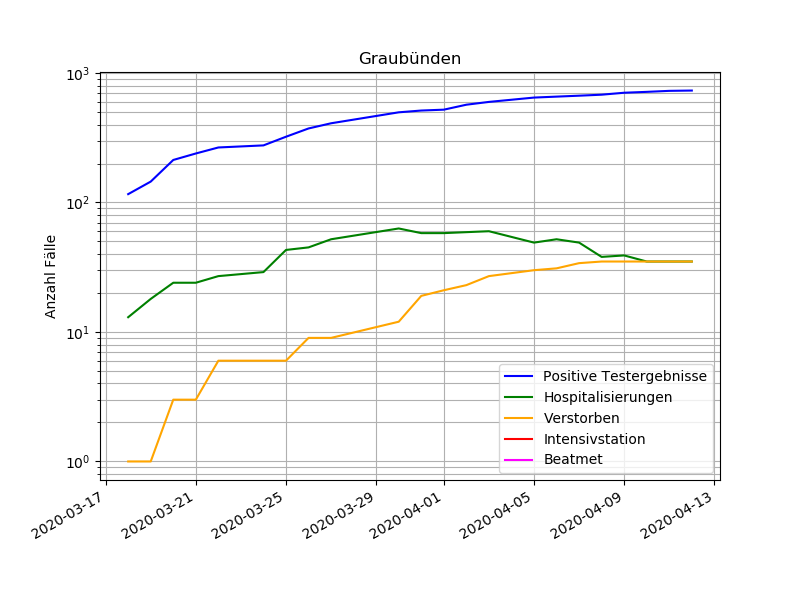 Graubünden
Anzahl Fälle
10³
10²
10¹
10⁰
Positive Testergebnisse
Hospitalisierungen
Verstorben
Intensivstation
Beatmet
2020-03-17
2020-03-21
2020-03-25
2020-03-29
2020-04-01
2020-04-05
2020-04-09
2020-04-13